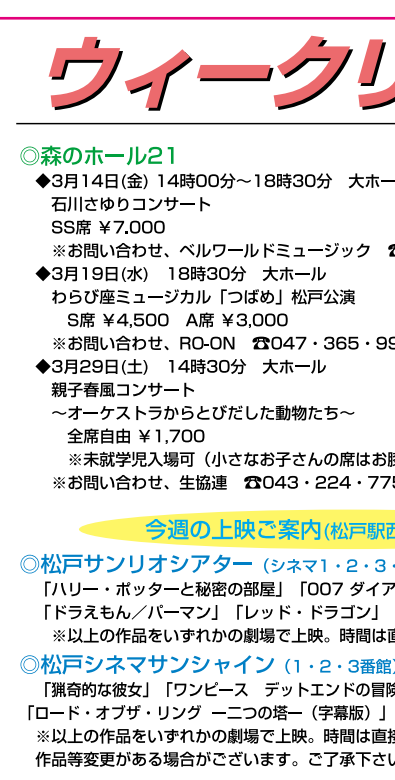 ウィークリ
◎森のホール21
◆3月14日(金) 14時00分～18時30分 大ホー
石川さゆりコンサート
SS席 ￥7.000
※お問い合わせ、ベルワールドミュージック ☎
◆3月19日(水) 18時30分 大ホール
わらび座ミュージカル「つばめ」松戸公演
S席 ￥4,500 A席 ￥3,000
※お問い合わせ、RO-ON ☎047・365・99
◆3月29日(土) 14時30分 大ホール
親子春風コンサート
～オーケストラからとびだした動物たち～
全席自由 ￥1,700
※未就学児入場可（小さなお子さんの席はお膝
※お問い合わせ、生協連 ☎043・224・775
今週の上映ご案内(松戸駅西
◎松戸サンリオシアター（シネマ1・2・3・
「ハリー・ポッターと秘密の部屋」「007 ダイア
「ドラえもん／パーマン」「レッド・ドラゴン」
※以上の作品をいずれかの劇場で上映。時間は直
◎松戸シネマサンシャイン（1・2・3番館）
「猟奇的な彼女」「ワンピース デットエンドの冒険
「ロード・オブザ・リング 一二つの塔一（字幕版）」
※以上の作品をいずれかの劇場で上映。時間は直接
作品等変更がある場合がございます。ご了承下さい